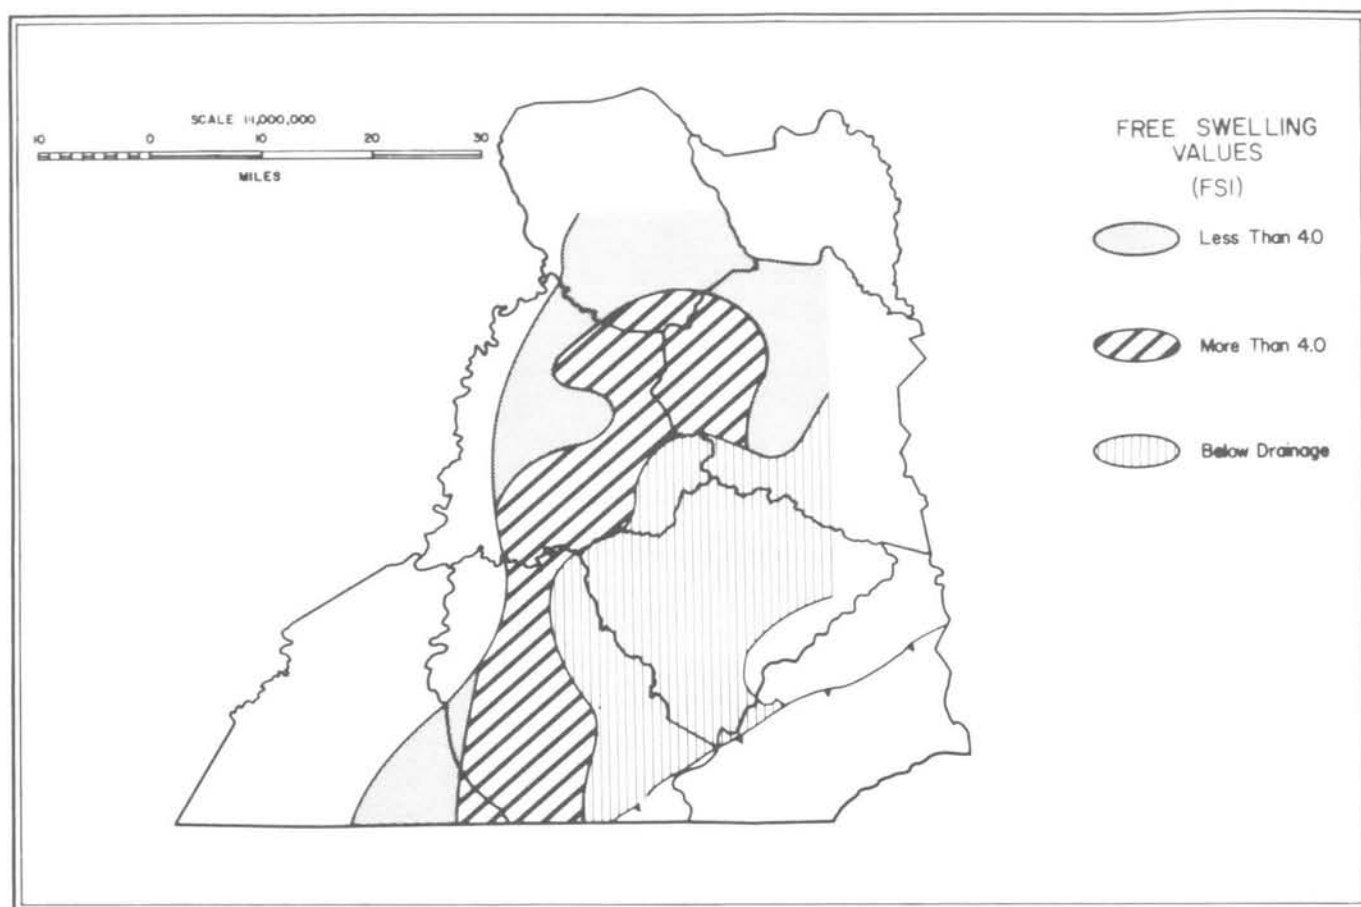 SCALE 1:1,000,000
10 0 10 20 30
MILES
FREE SWELLING
VALUES
(FSI)
Less Than 4.0
More Than 4.0
Below Drainage